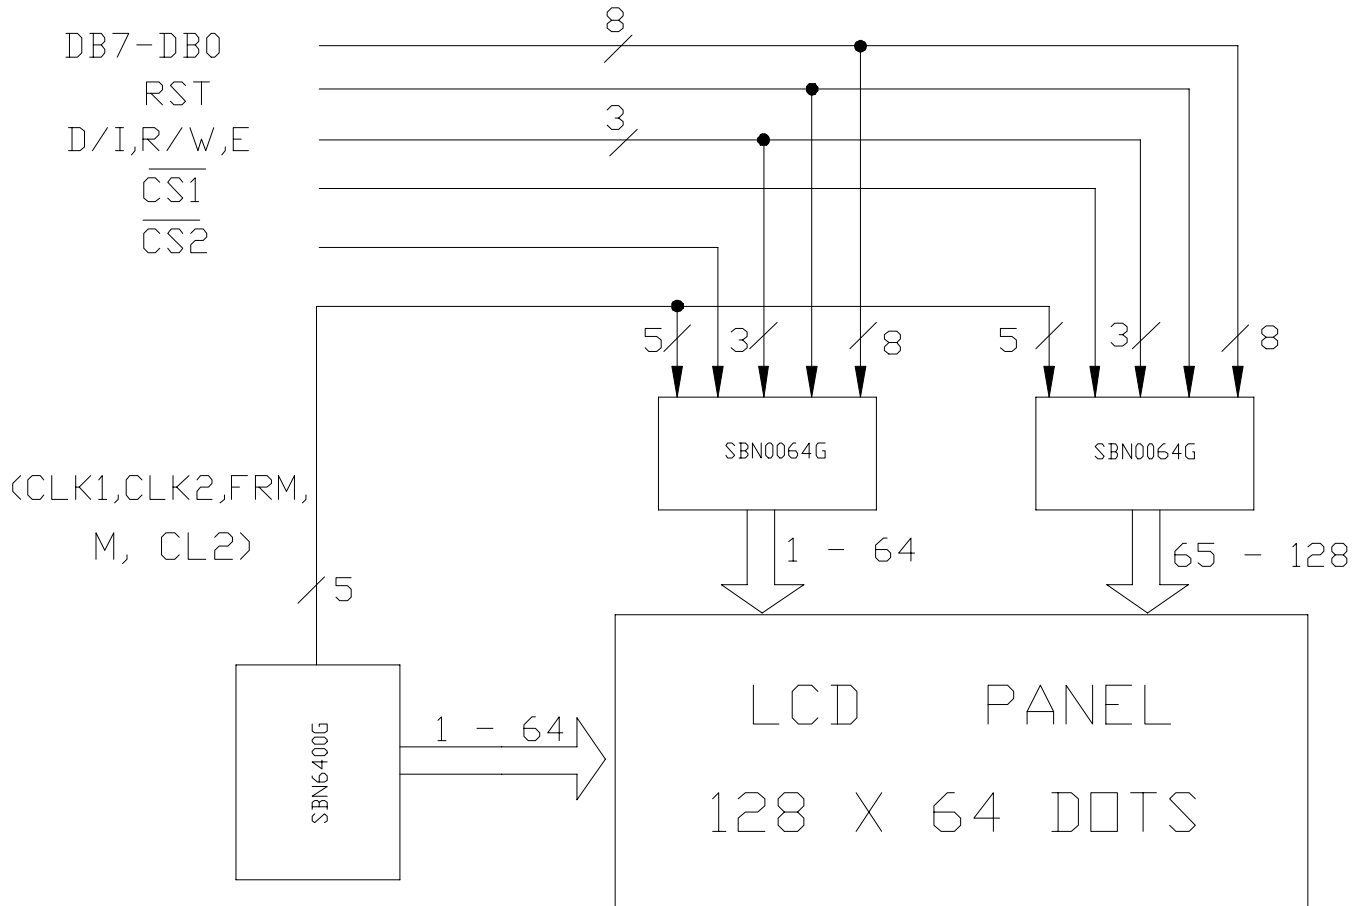 8
DB7-DB0
RST
3
D/I,R/W,E
CS1
CS2
5
3
8
5
3
8
SBN0064G
SBN0064G
(CLK1,CLK2,FRM,
M, CL2)
1 - 64
65 - 128
5
SBN6400G
1 - 64
LCD PANEL
128 X 64 DOTS